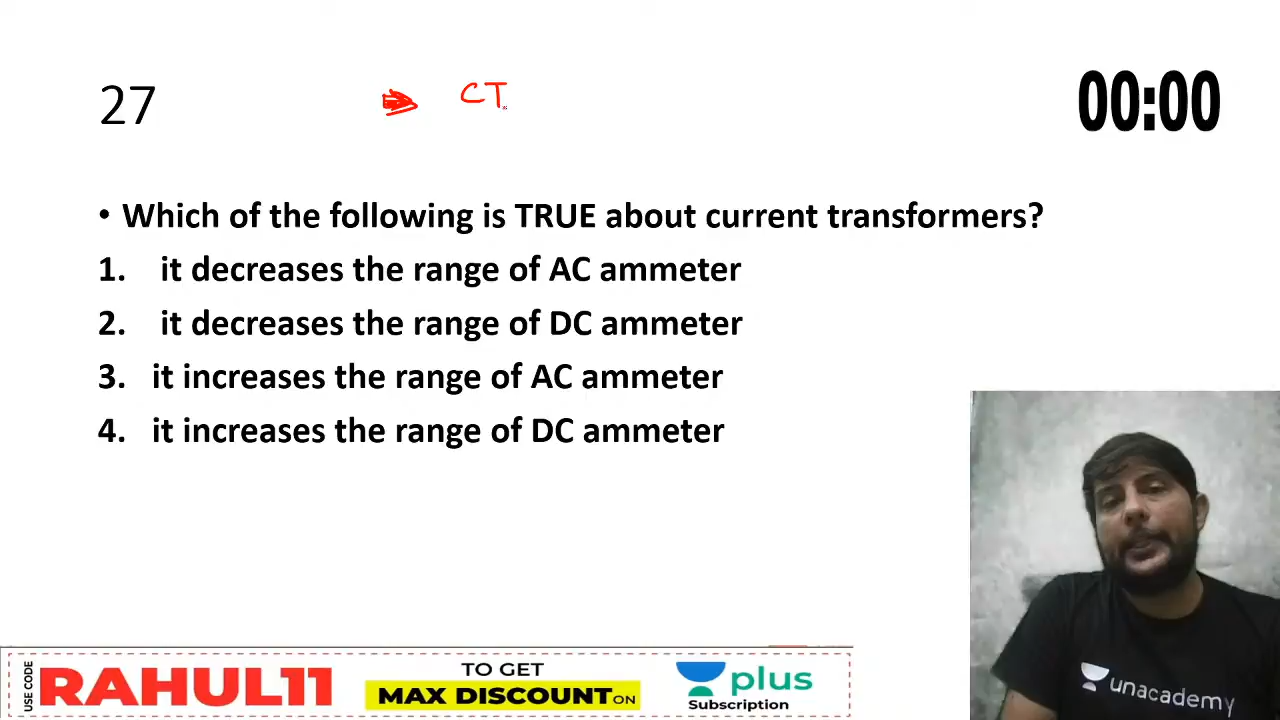 27
CT
00:00
• Which of the following is TRUE about current transformers?
1. it decreases the range of AC ammeter
2. it decreases the range of DC ammeter
3. it increases the range of AC ammeter
4. it increases the range of DC ammeter
unacademy
USE CODE
RAHUL11
TO GET
MAX DISCOUNT ON
plus
Subscription